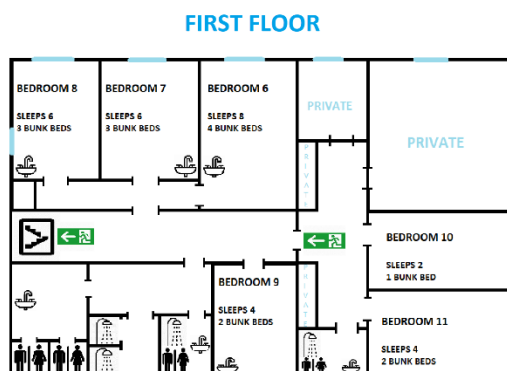 FIRST FLOOR
BEDROOM 8
SLEEPS 6
3 BUNK BEDS
BEDROOM 7
SLEEPS 6
3 BUNK BEDS
BEDROOM 6
SLEEPS 8
4 BUNK BEDS
PRIVATE
PRIVATE
PRIVATE
BEDROOM 10
SLEEPS 2
1 BUNK BED
BEDROOM 9
SLEEPS 4
2 BUNK BEDS
PRIVATE
BEDROOM 11
SLEEPS 4
2 BUNK BEDS